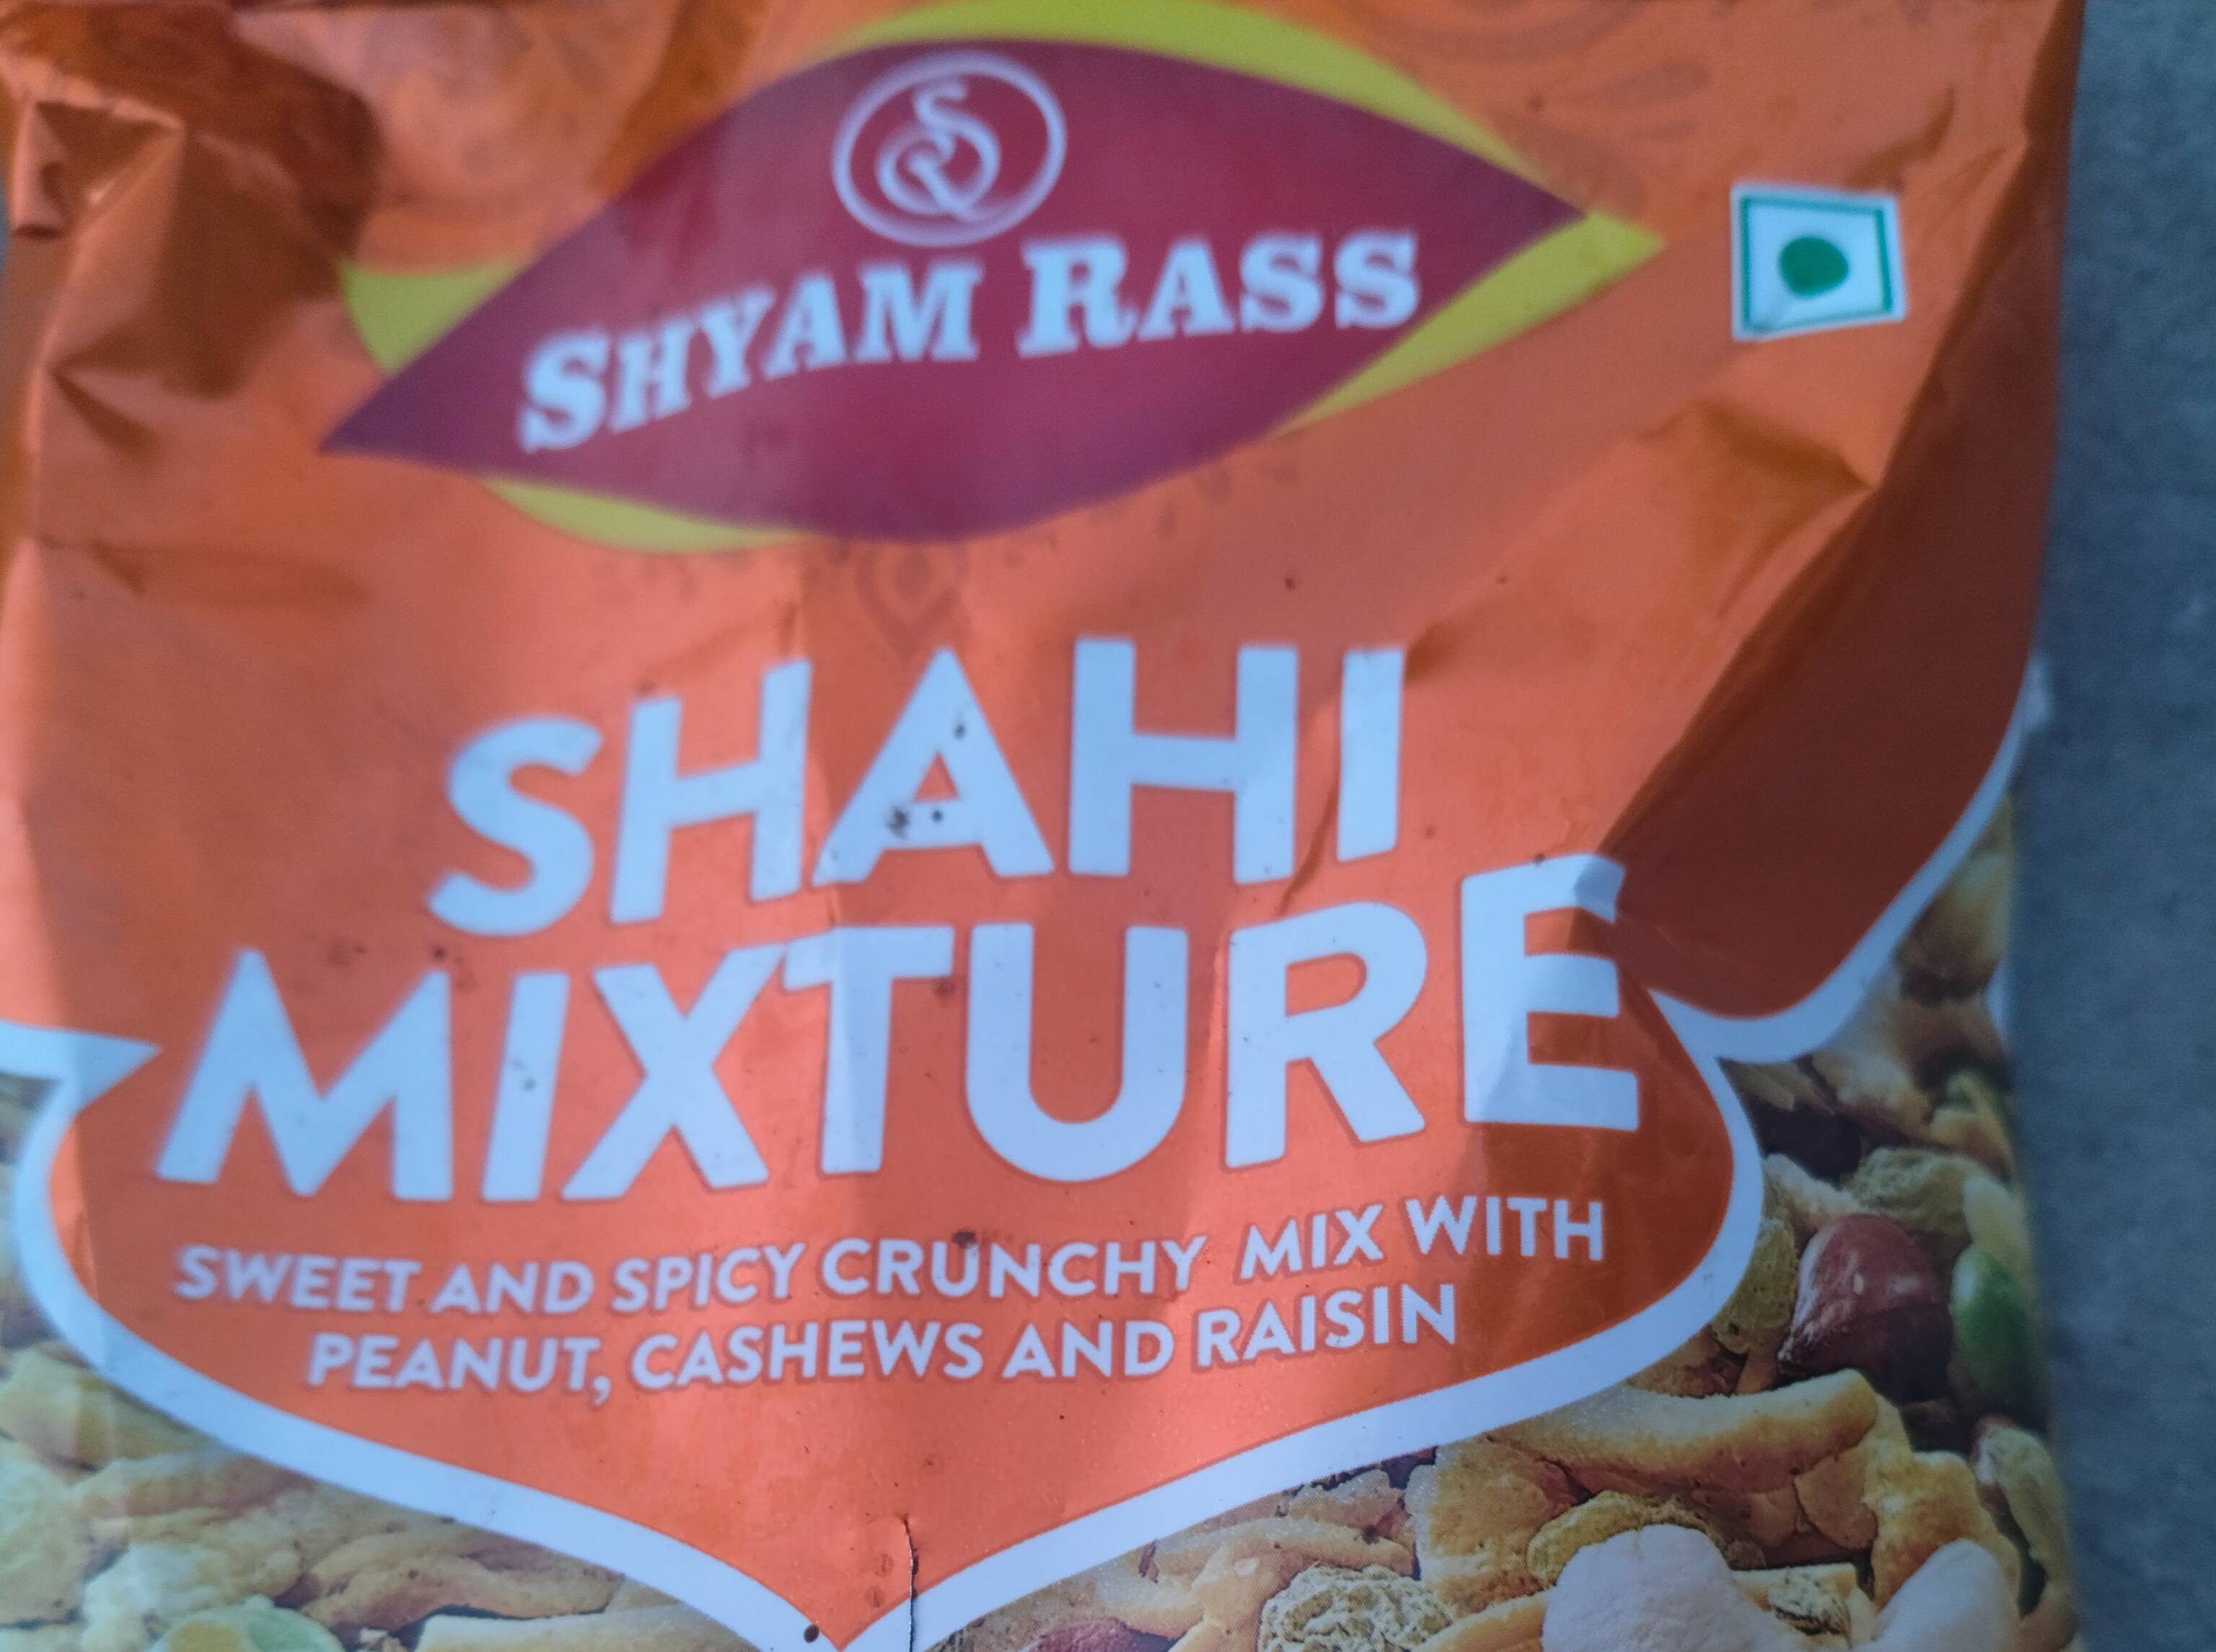 SHYAM RASS
SHAHI
MIXTURE
SWEET AND SPICY CRUNCHY MIX WITH
PEANUT, CASHEWS AND RAISIN